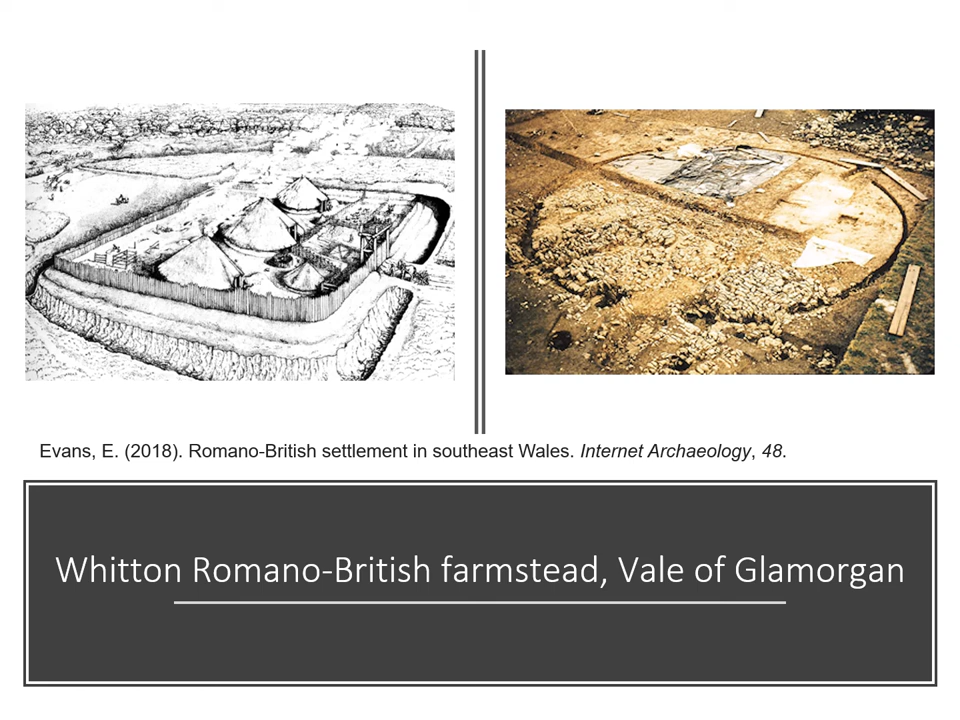 Evans, E. (2018). Romano-British settlement in southeast Wales. Internet Archaeology, 48.
Whitton Romano-British farmstead, Vale of Glamorgan